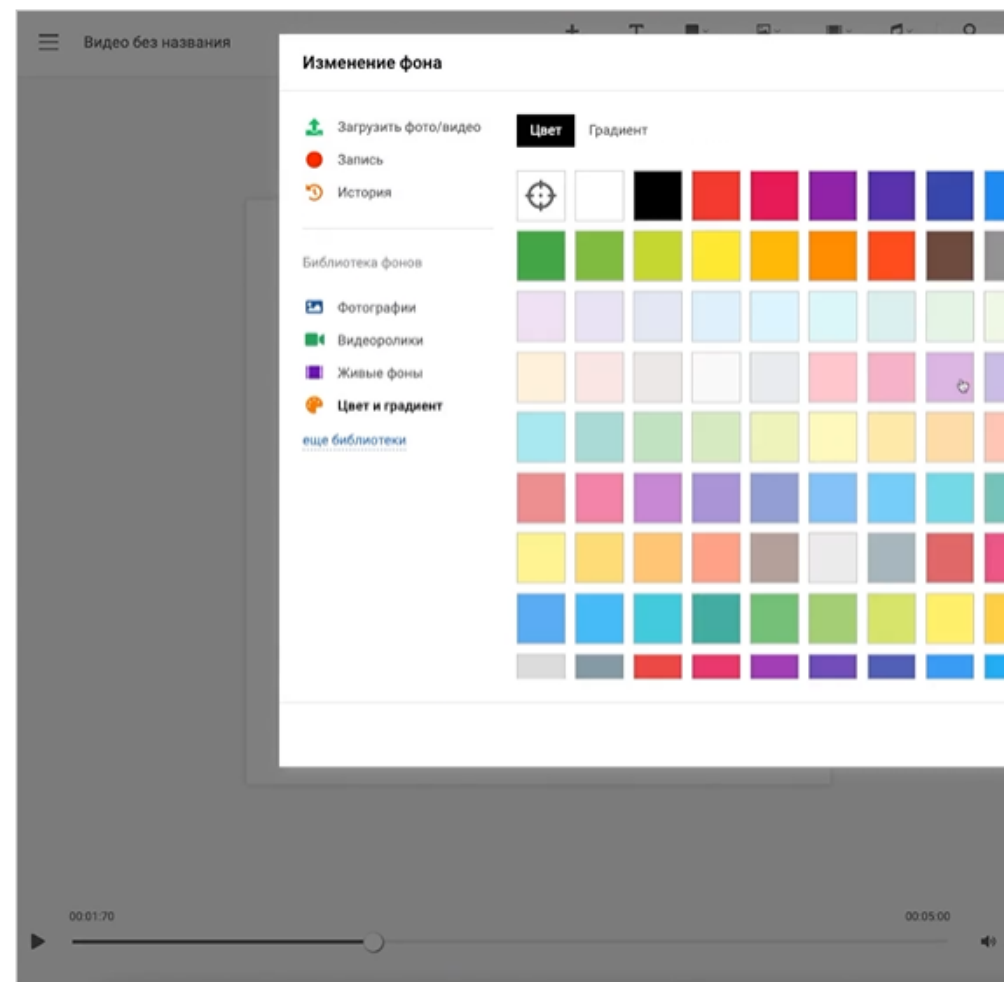 Видео без названия
Изменение фона
Загрузить фото/видео
Запись
История
Библиотека фонов
Фотографии
Видеоролики
Живые фоны
Цвет и градиент
еще библиотеки
Цвет
Градиент
00:01:70
00:05:00